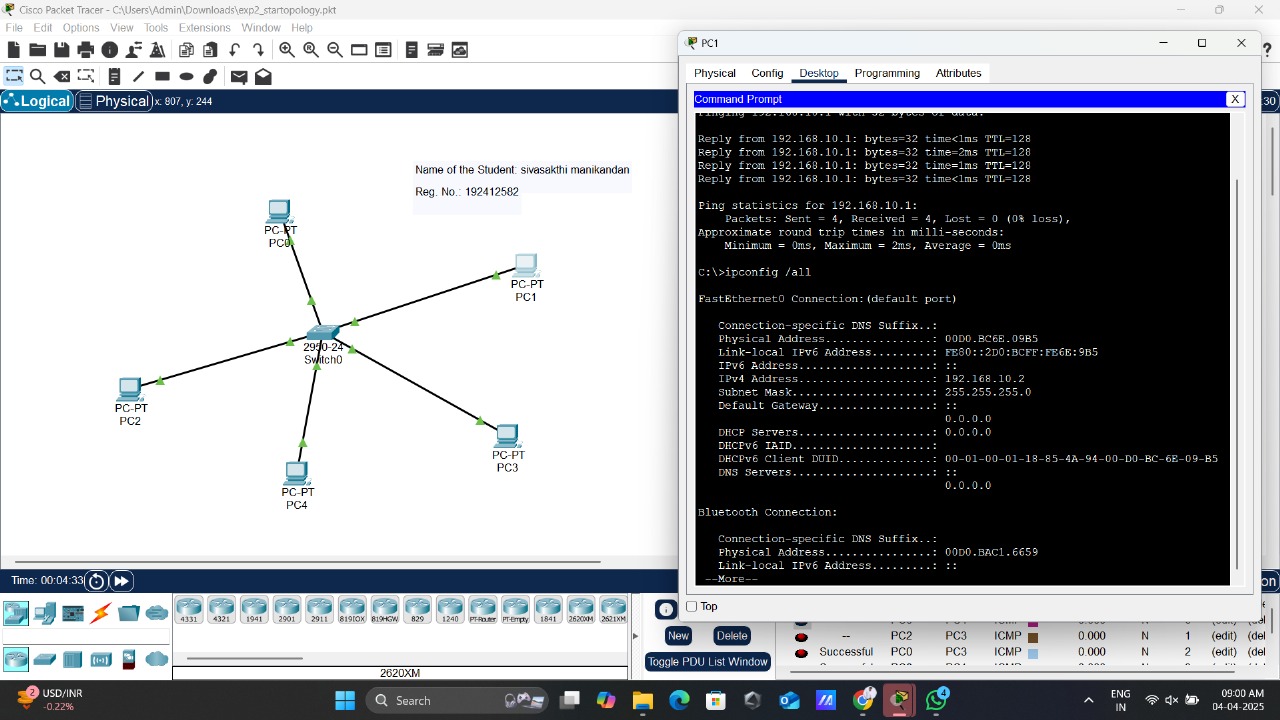 Cisco Packet Tracer - C:\Users\Admin\Downloads\exp2_startopology.pkt
File Edit Options View Tools Extensions Window Help
Logical Physical x: 807, y: 244
Name of the Student: sivasakthi manikandan
Reg. No.: 192412582
PC-PT
PC0
PC-PT
PC1
2950-24
Switch0
PC-PT
PC2
PC-PT
PC3
PC-PT
PC4
PC1
Physical Config Desktop Programming Attributes
Command Prompt X
Pinging 192.168.10.1 with 32 bytes of data:
Reply from 192.168.10.1: bytes=32 time<1ms TTL=128
Reply from 192.168.10.1: bytes=32 time=2ms TTL=128
Reply from 192.168.10.1: bytes=32 time=1ms TTL=128
Reply from 192.168.10.1: bytes=32 time<1ms TTL=128
Ping statistics for 192.168.10.1:
Packets: Sent = 4, Received = 4, Lost = 0 (0% loss),
Approximate round trip times in milli-seconds:
Minimum = 0ms, Maximum = 2ms, Average = 0ms
C:\>ipconfig /all
FastEthernet0 Connection:(default port)
Connection-specific DNS Suffix..:
Physical Address................: 00D0.BC6E.09B5
Link-local IPv6 Address.........: FE80::2D0:BCFF:FE6E:9B5
IPv6 Address....................: ::
IPv4 Address....................: 192.168.10.2
Subnet Mask.....................: 255.255.255.0
Default Gateway.................: ::
0.0.0.0
DHCP Servers....................: 0.0.0.0
DHCPv6 IAID.....................:
DHCPv6 Client DUID..............: 00-01-00-01-18-85-4A-94-00-D0-BC-6E-09-B5
DNS Servers.....................: ::
0.0.0.0
Bluetooth Connection:
Connection-specific DNS Suffix..:
Physical Address................: 00D0.BAC1.6659
Link-local IPv6 Address.........: ::
--More--
Top
Time: 00:04:33
4331 4321 1941 2901 2911 819IOX 819HGW 829 1240 PT-Router PT-Empty 1841 2620XM 2621XM
2620XM
New Delete
Toggle PDU List Window
-- PC2 PC3 ICMP 0.000 N 1 (edit)
Successful PC0 PC3 ICMP 0.000 N 2 (edit)
2 USD/INR
-0.22%
Search
ENG
IN
09:00 AM
04-04-2025